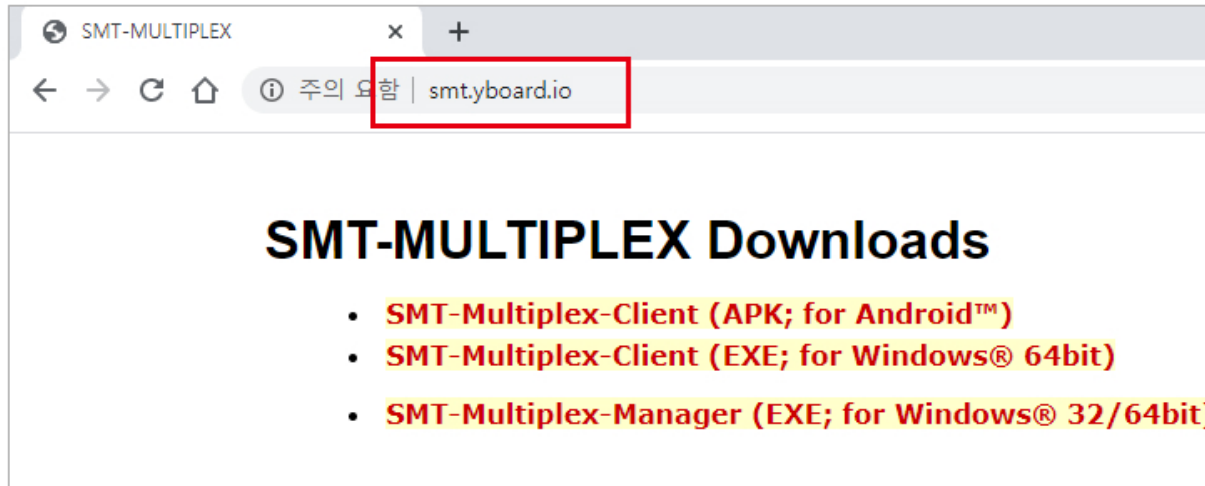 SMT-MULTIPLEX
주의 요함 | smt.yboard.io
SMT-MULTIPLEX Downloads
• SMT-Multiplex-Client (APK; for Android™)
• SMT-Multiplex-Client (EXE; for Windows® 64bit)
• SMT-Multiplex-Manager (EXE; for Windows® 32/64bit)